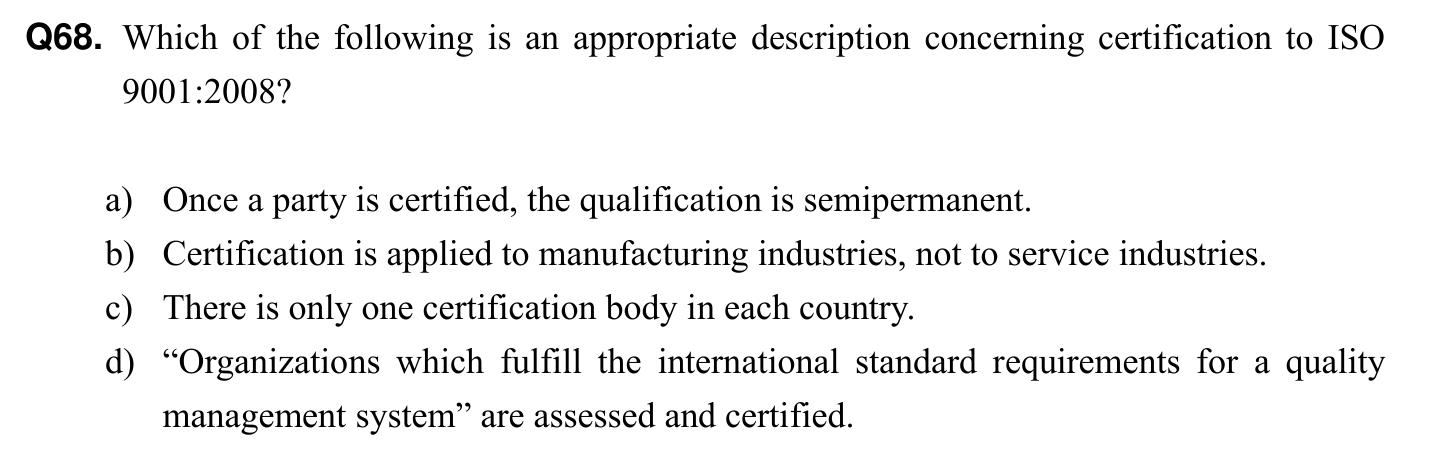 Q68. Which of the following is an appropriate description concerning certification to ISO
9001:2008?
a) Once a party is certified, the qualification is semipermanent.
b) Certification is applied to manufacturing industries, not to service industries.
c) There is only one certification body in each country.
d) “Organizations which fulfill the international standard requirements for a quality
management system” are assessed and certified.